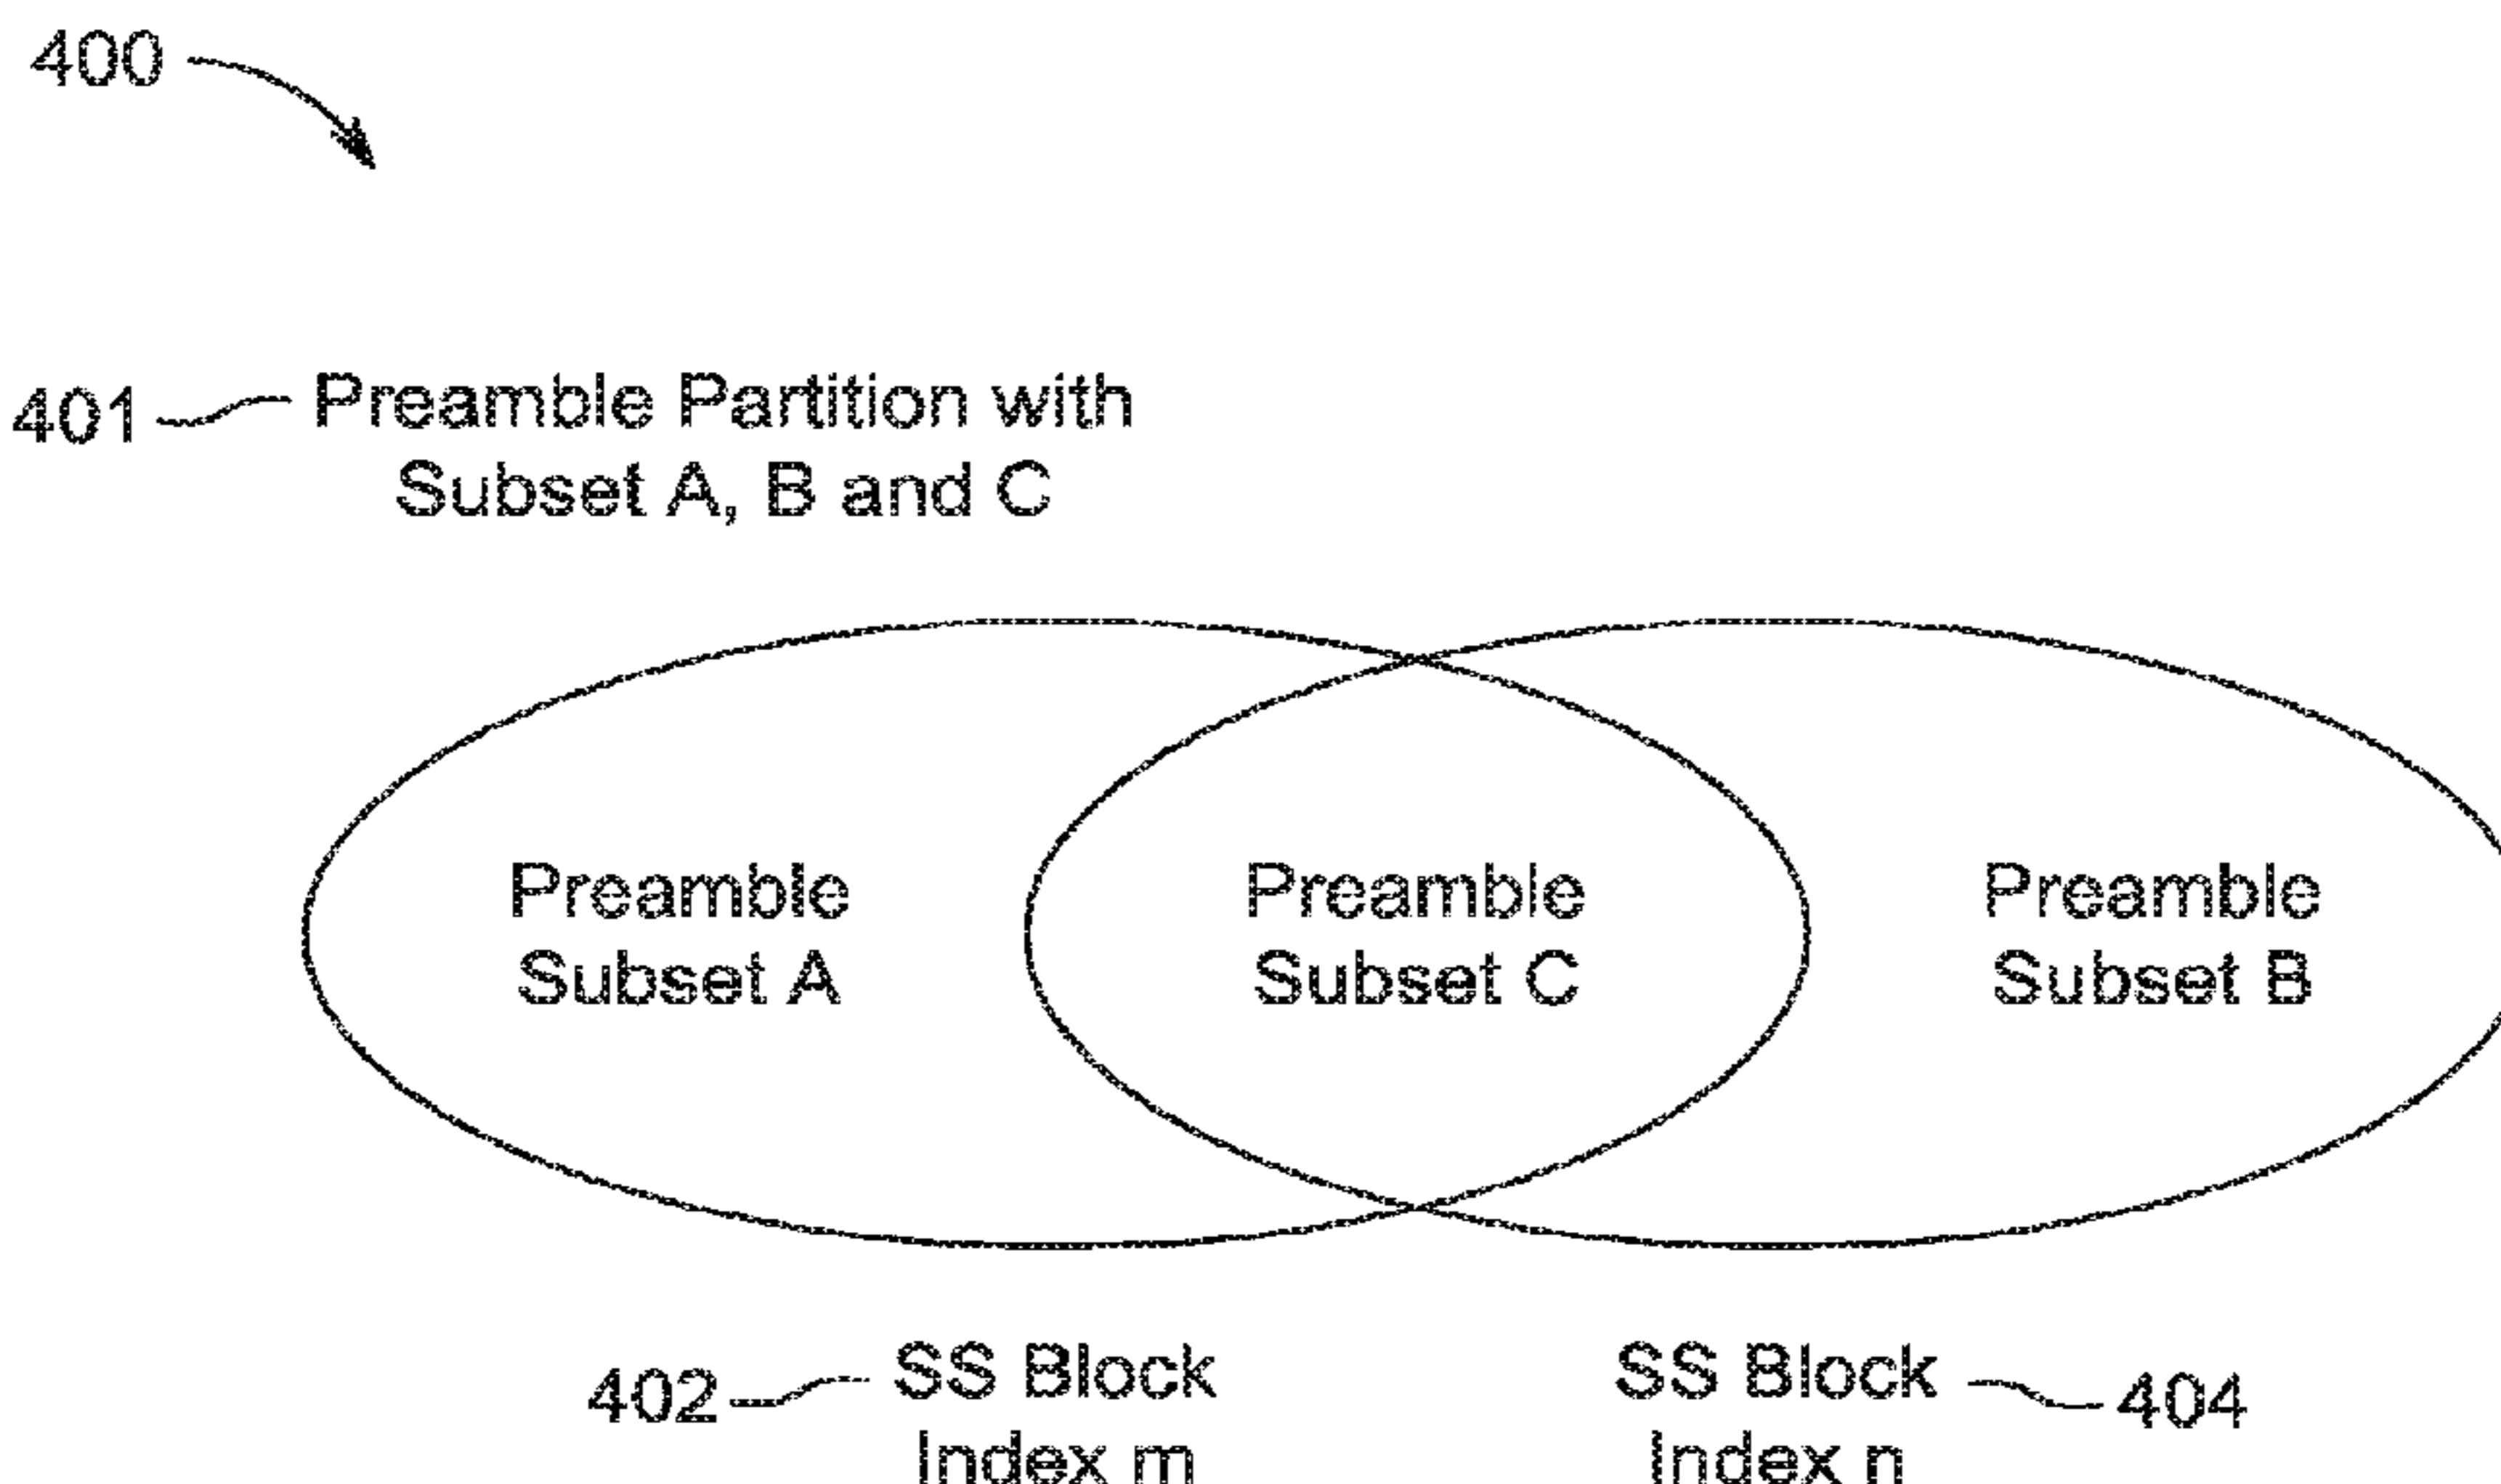 400
401 Preamble Partition with
Subset A, B and C
Preamble Preamble Preamble
Subset A Subset C Subset B
402 SS Block SS Block 404
Index m Index n